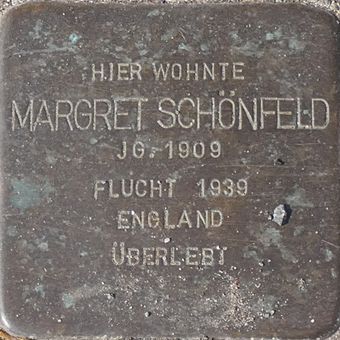 HIER WOHNTE
MARGRET SCHÖNFELD
JG. 1909
FLUCHT 1939
ENGLAND
ÜBERLEBT